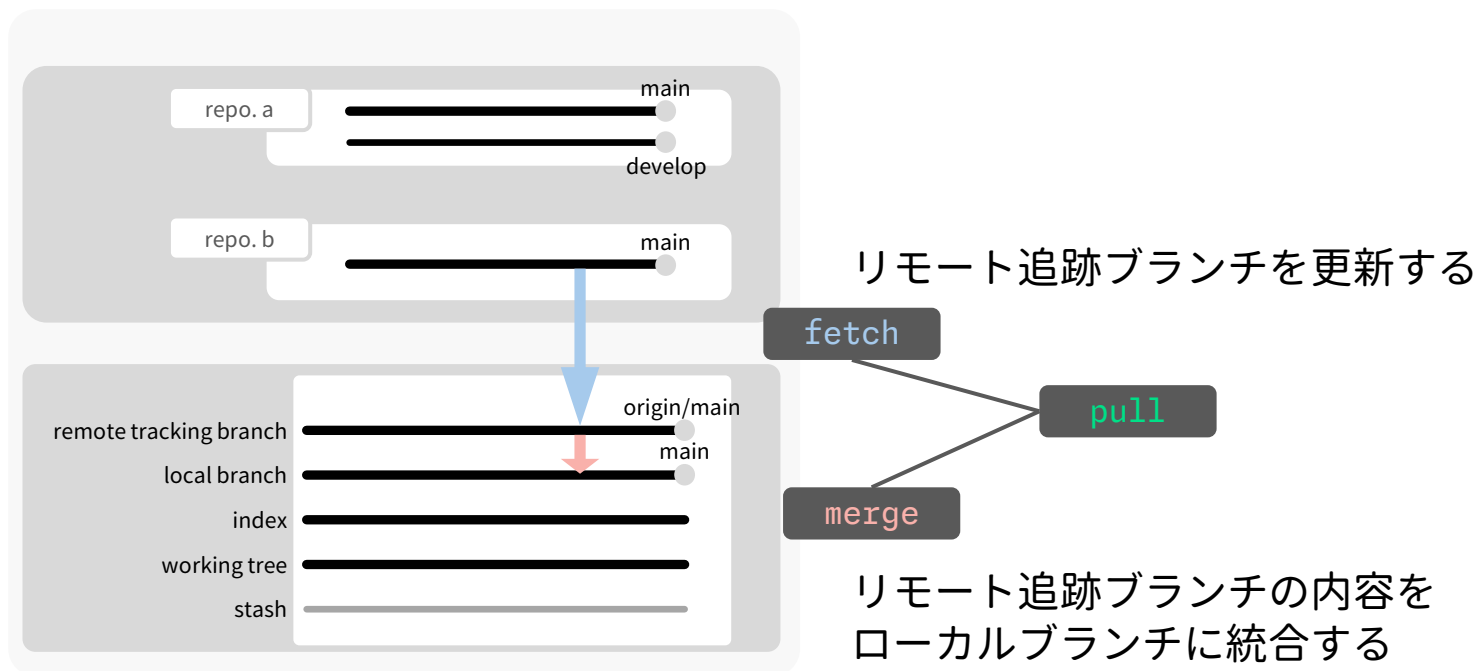 main
repo. a
develop
repo. b
main
リモート追跡ブランチを更新する
fetch
pull
origin/main
remote tracking branch
main
local branch
index
merge
working tree
リモート追跡ブランチの内容を
ローカルブランチに統合する
stash